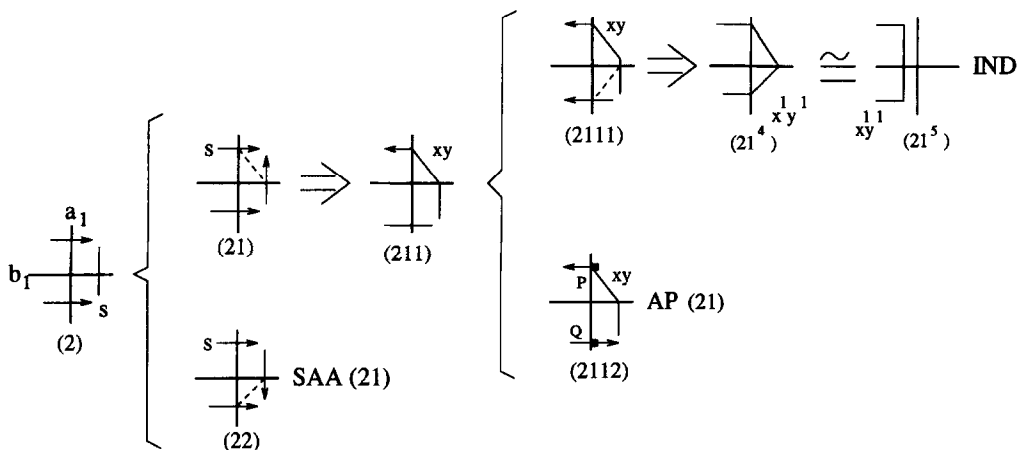 a₁
b₁
s
(2)
s
(21)
xy
(211)
s
SAA (21)
(22)
xy
(2111)
x¹y¹
(21⁴)
≃
xy¹¹
(21⁵)
IND
P
xy
Q
AP (21)
(2112)